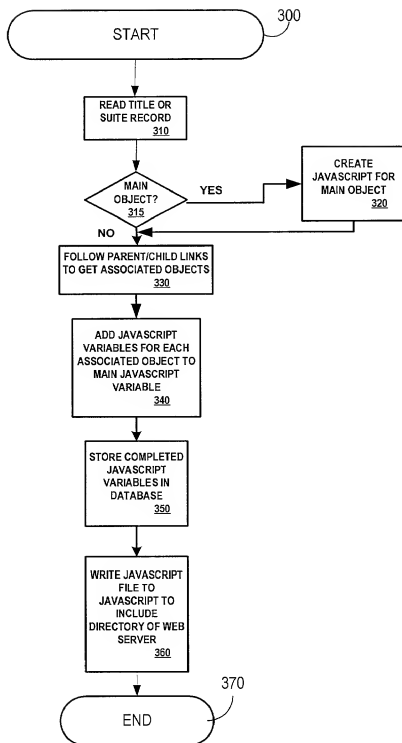 300
START
READ TITLE OR
SUITE RECORD
310
MAIN
OBJECT?
315
YES
CREATE
JAVASCRIPT FOR
MAIN OBJECT
320
NO
FOLLOW PARENT/CHILD LINKS
TO GET ASSOCIATED OBJECTS
330
ADD JAVASCRIPT
VARIABLES FOR EACH
ASSOCIATED OBJECT TO
MAIN JAVASCRIPT
VARIABLE
340
STORE COMPLETED
JAVASCRIPT
VARIABLES IN
DATABASE
350
WRITE JAVASCRIPT
FILE TO
JAVASCRIPT TO
INCLUDE
DIRECTORY OF WEB
SERVER
360
370
END